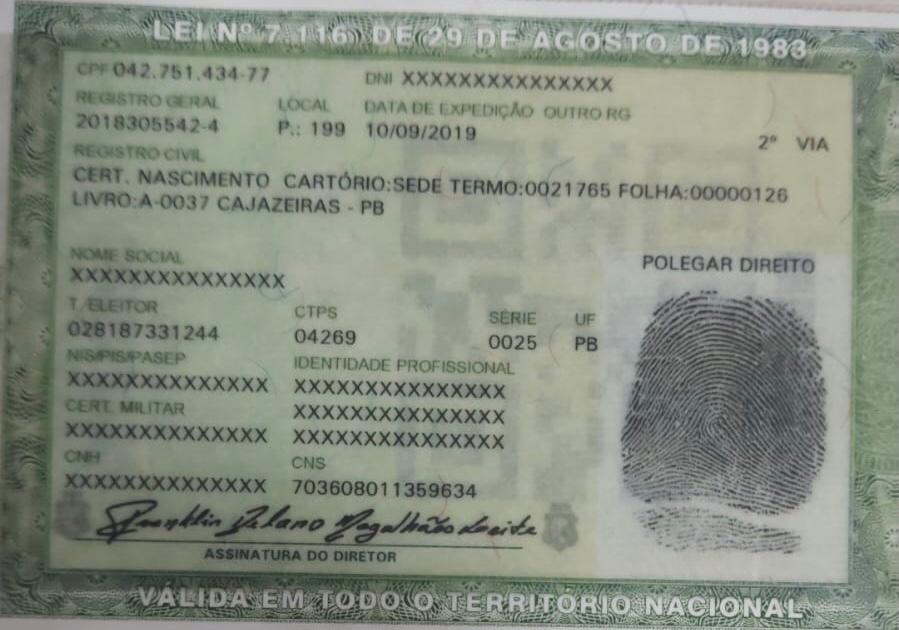 LEI Nº 7.116, DE 29 DE AGOSTO DE 1983
CPF 042.751.434-77 DNI XXXXXXXXXXXXXXX
REGISTRO GERAL LOCAL DATA DE EXPEDIÇÃO OUTRO RG
2018305542-4 P.: 199 10/09/2019
2ª VIA
REGISTRO CIVIL
CERT. NASCIMENTO CARTÓRIO:SEDE TERMO:0021765 FOLHA:00000126
LIVRO:A-0037 CAJAZEIRAS - PB
NOME SOCIAL
XXXXXXXXXXXXXXX
POLEGAR DIREITO
T/ELEITOR CTPS SÉRIE UF
028187331244 04269 0025 PB
NIS/PIS/PASEP IDENTIDADE PROFISSIONAL
XXXXXXXXXXXXXX XXXXXXXXXXXXXXX
CERT. MILITAR XXXXXXXXXXXXXXX
XXXXXXXXXXXXXX XXXXXXXXXXXXXXX
CNH CNS
XXXXXXXXXXXXXX 703608011359634
Franklin Delano Magalhães Leite
ASSINATURA DO DIRETOR
VÁLIDA EM TODO O TERRITÓRIO NACIONAL